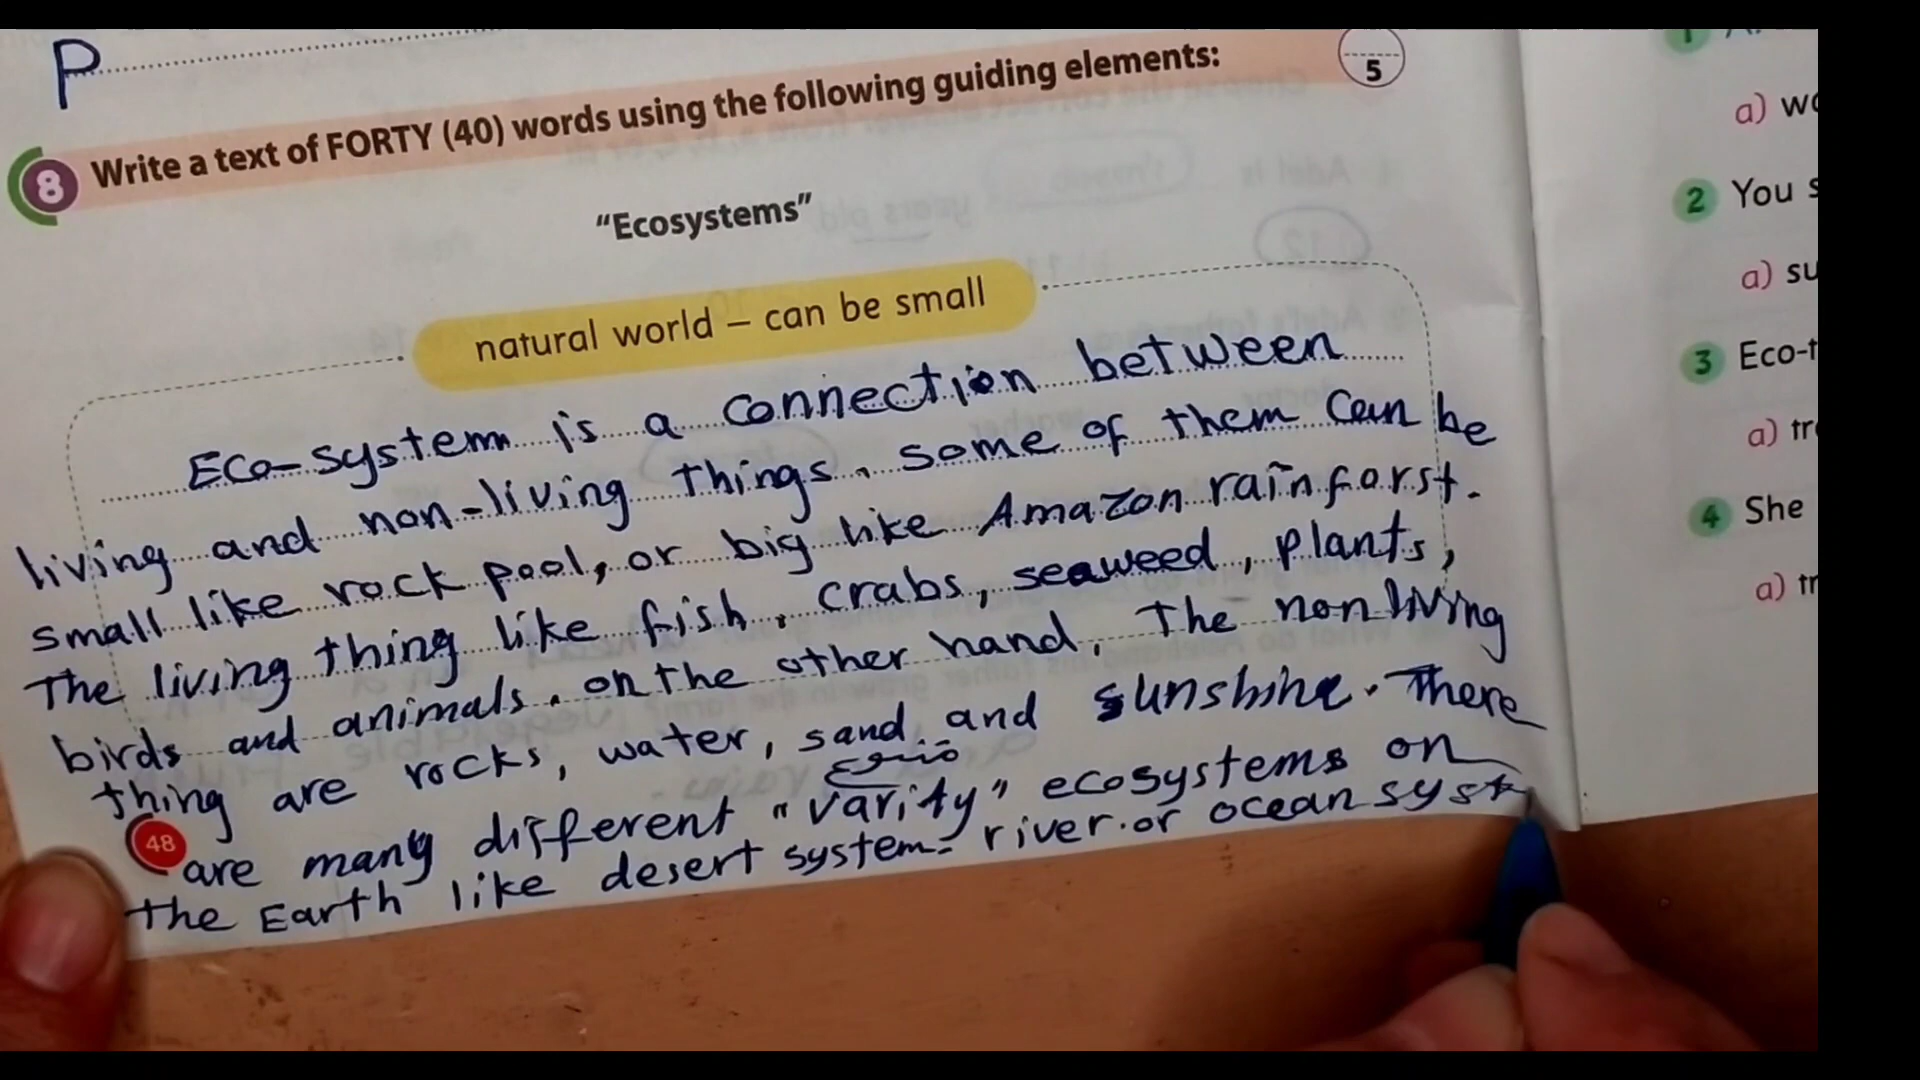 P
5
8 Write a text of FORTY (40) words using the following guiding elements:
"Ecosystems"
natural world – can be small
Eco-system is a connection between
living and non-living things. some of them can be
small like rock pool, or big like Amazon rainforst.
The living thing like fish, crabs, seaweed, plants,
birds and animals. on the other hand, The nonliving
thing are rocks, water, sand and sunshine. There
are many different "varity" ecosystems on
the Earth like desert system- river.or ocean syst
48
1
a) wo
2 You s
a) su
3 Eco-t
a) tr
4 She
a) tr